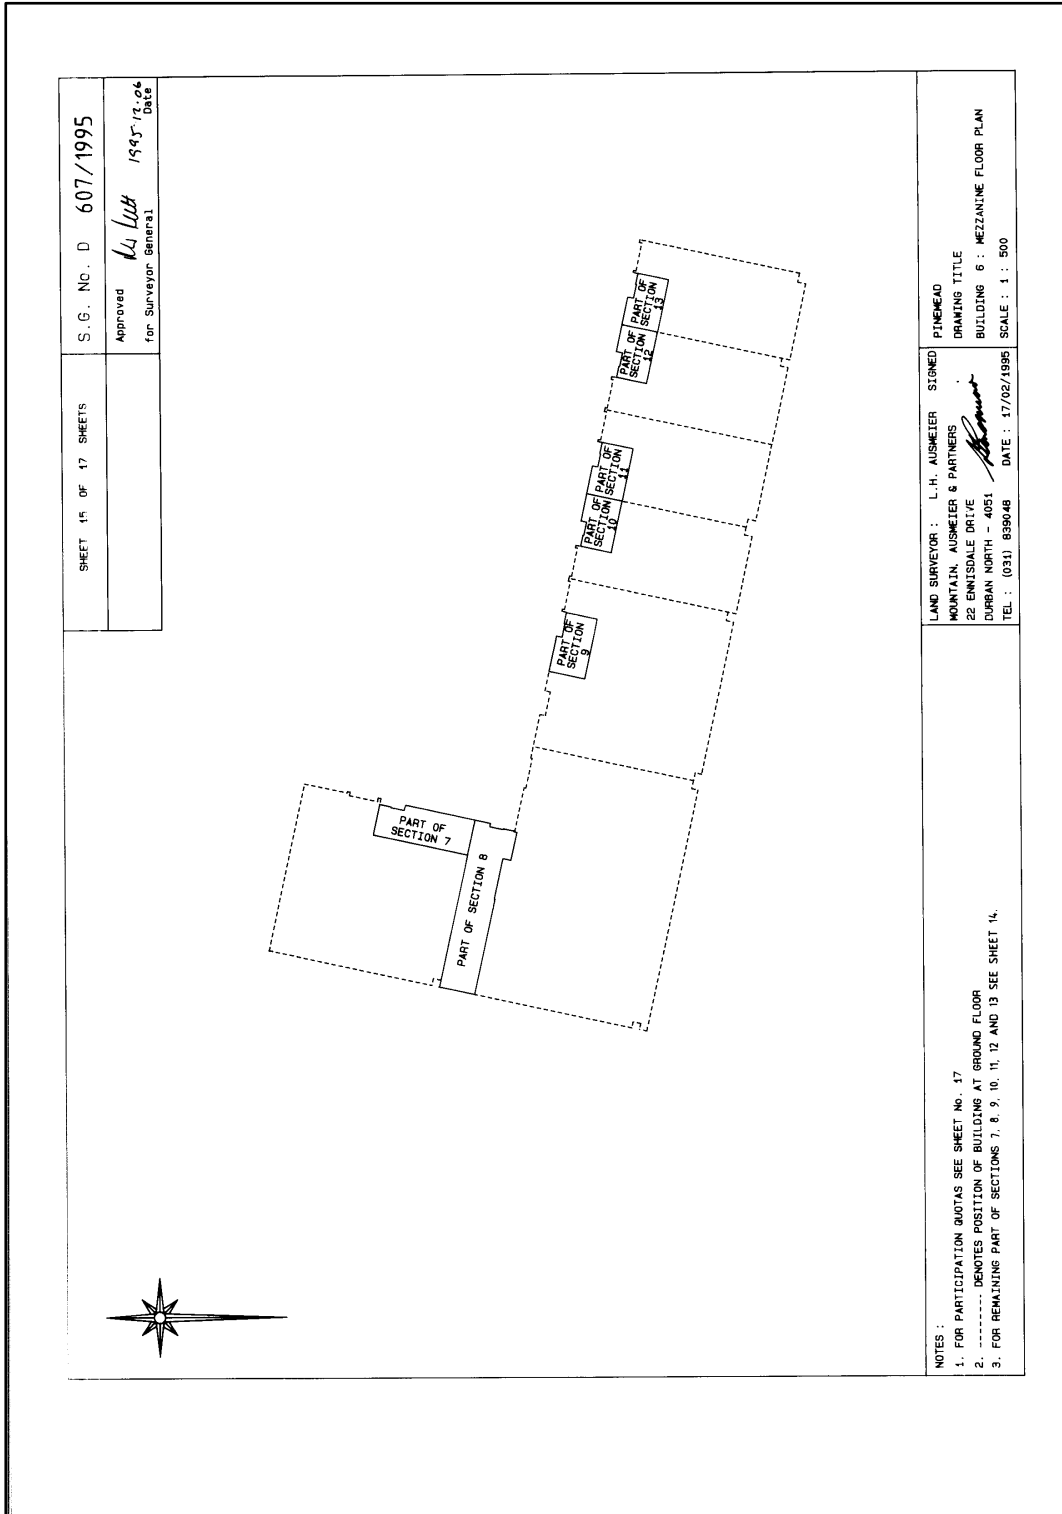 SHEET 15 OF 17 SHEETS
S.G. No. D 607/1995
Approved
1995.12.06
for Surveyor General
Date
PART OF
SECTION 7
PART OF SECTION 8
PART OF
SECTION
9
PART OF
SECTION
10
PART OF
SECTION
11
PART OF
SECTION
12
PART OF
SECTION
13
NOTES :
1. FOR PARTICIPATION QUOTAS SEE SHEET No. 17
2. -------- DENOTES POSITION OF BUILDING AT GROUND FLOOR
3. FOR REMAINING PART OF SECTIONS 7, 8, 9, 10, 11, 12 AND 13 SEE SHEET 14.
LAND SURVEYOR : L.H. AUSMEIER SIGNED
MOUNTAIN, AUSMEIER & PARTNERS
22 ENNISDALE DRIVE
DURBAN NORTH - 4051
TEL : (031) 839048 DATE : 17/02/1995
PINEMEAD
DRAWING TITLE
BUILDING 6 : MEZZANINE FLOOR PLAN
SCALE : 1 : 500